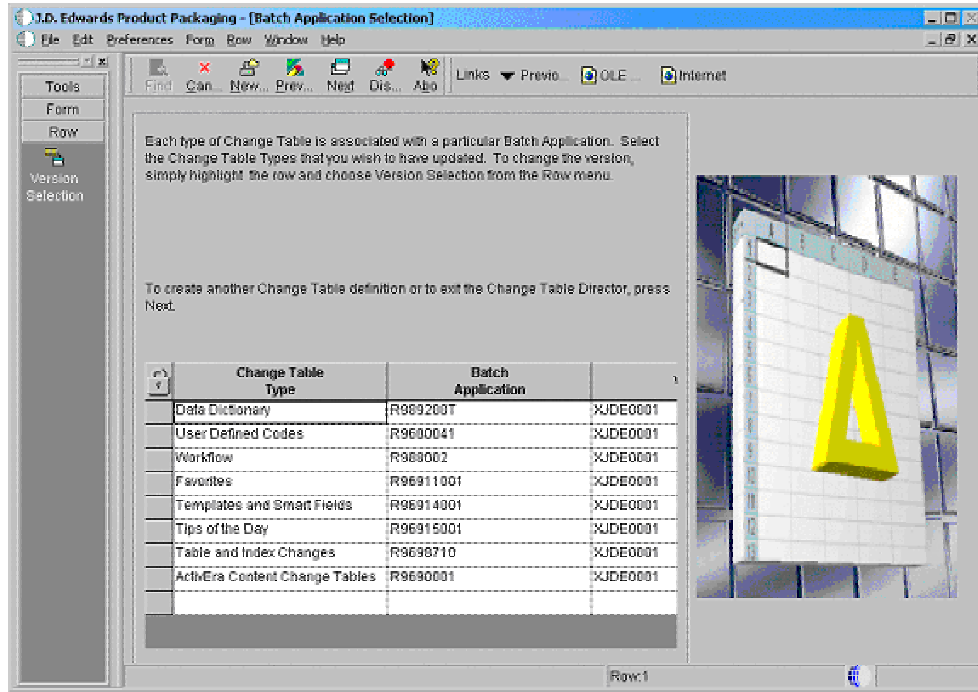 J.D. Edwards Product Packaging - [Batch Application Selection]
File Edit Preferences Form Row Window Help
Find Can... New... Prev... Next Dis... Abo Links Previo... OLE ... Internet
Tools
Form
Row
Version
Selection
Each type of Change Table is associated with a particular Batch Application. Select
the Change Table Types that you wish to have updated. To change the version,
simply highlight the row and choose Version Selection from the Row menu.
To create another Change Table definition or to exit the Change Table Director, press
Next.
Change Table Batch
Type Application
Data Dictionary R989200T XJDE0001
User Defined Codes R9600041 XJDE0001
Workflow R988002 XJDE0001
Favorites R96911001 XJDE0001
Templates and Smart Fields R96914001 XJDE0001
Tips of the Day R96915001 XJDE0001
Table and Index Changes R9698710 XJDE0001
ActivEra Content Change Tables R9690001 XJDE0001
Row:1